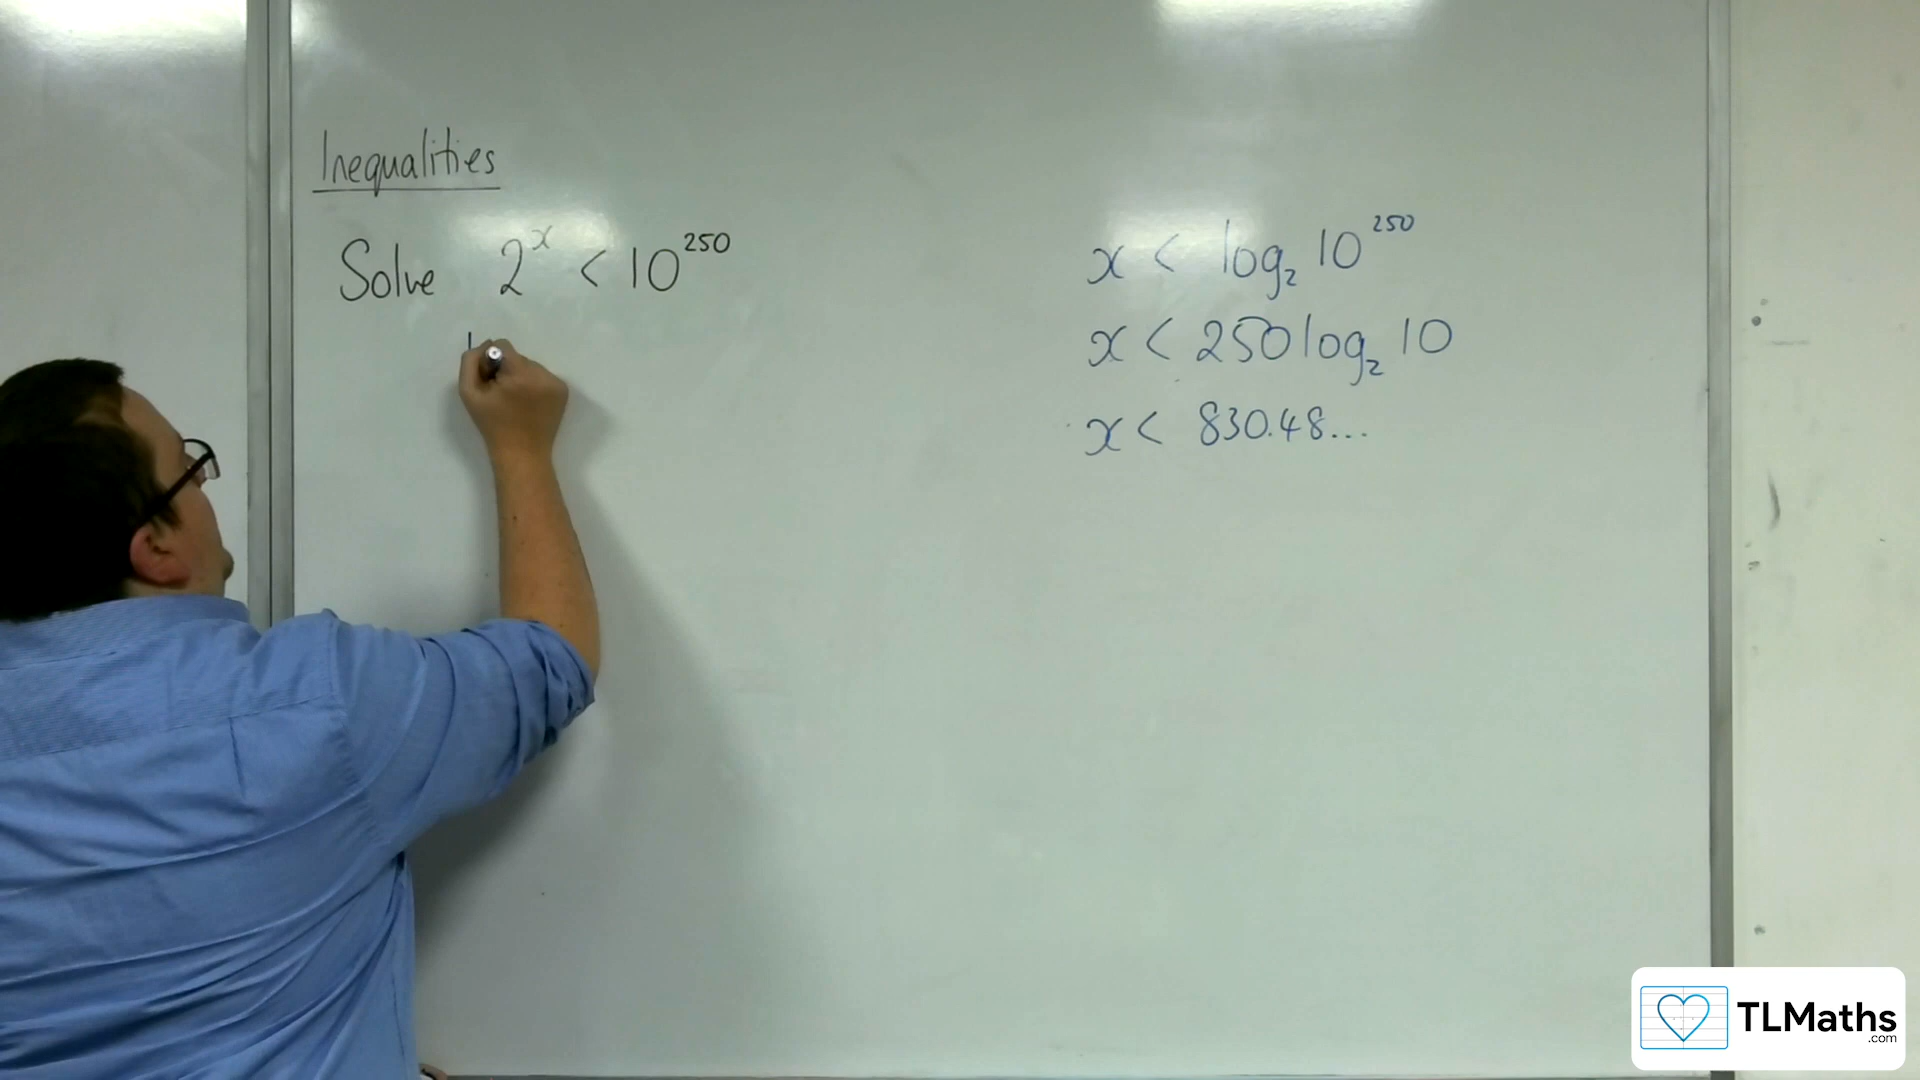 Inequalities
Solve 2^x < 10^250
x < log₂ 10^250
x < 250 log₂ 10
x < 830.48...
TLMaths
.com